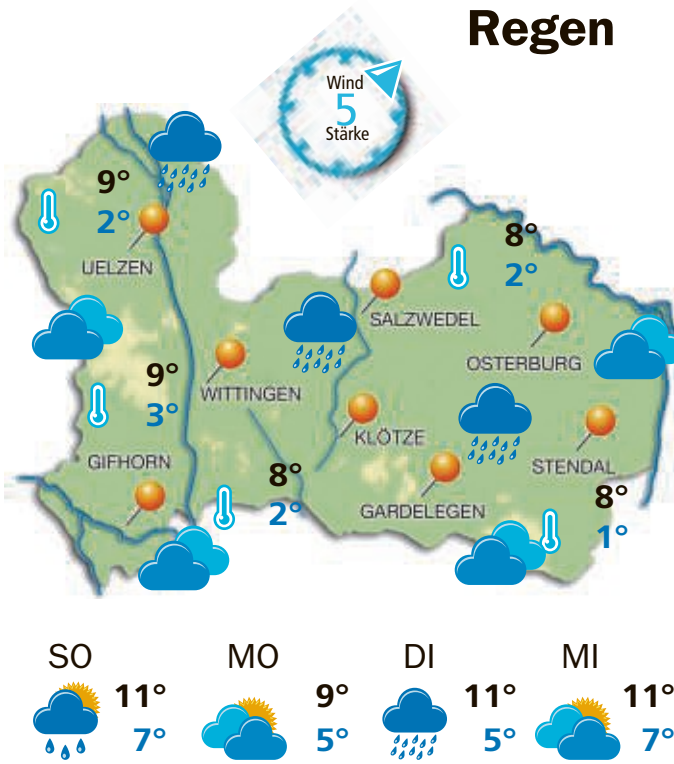 Regen
Wind
5
Stärke
9°
2°
UELZEN
8°
2°
SALZWEDEL
OSTERBURG
9°
3°
WITTINGEN
KLÖTZE
GIFHORN
STENDAL
8°
2°
GARDELEGEN
8°
1°
SO MO DI MI
11° 9° 11° 11°
7° 5° 5° 7°